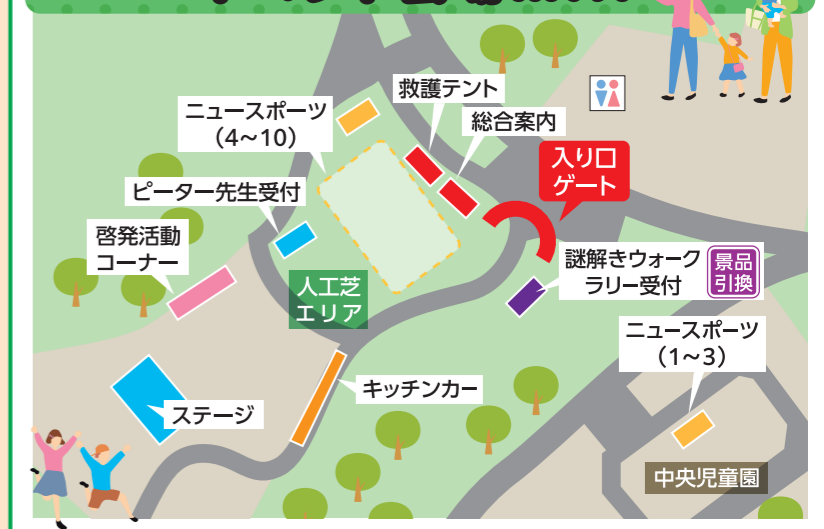 救護テント
総合案内
ニュースポーツ
（4～10）
入り口
ゲート
ピーター先生受付
啓発活動
コーナー
人工芝
エリア
謎解きウォーク
ラリー受付
景品
引換
ニュースポーツ
（1～3）
キッチンカー
ステージ
中央児童園